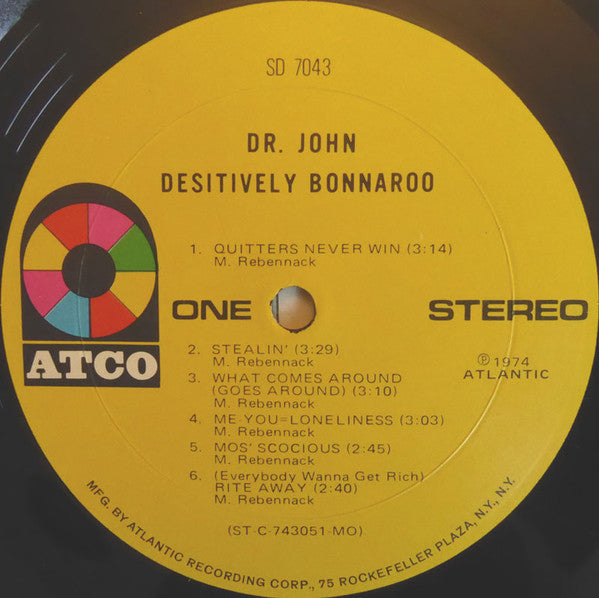 SD 7043
DR. JOHN
DESITIVELY BONNAROO
1. QUITTERS NEVER WIN (3:14)
M. Rebennack
ONE
STEREO
ATCO
2. STEALIN' (3:29)
M. Rebennack
3. WHAT COMES AROUND
(GOES AROUND) (3:10)
M. Rebennack
4. ME-YOU=LONELINESS (3:03)
M. Rebennack
5. MOS' SCOCIOUS (2:45)
M. Rebennack
6. (Everybody Wanna Get Rich)
RITE AWAY (2:40)
M. Rebennack
℗ 1974
ATLANTIC
(ST-C-743051-MO)
MFG. BY ATLANTIC RECORDING CORP., 75 ROCKEFELLER PLAZA, N.Y., N.Y.